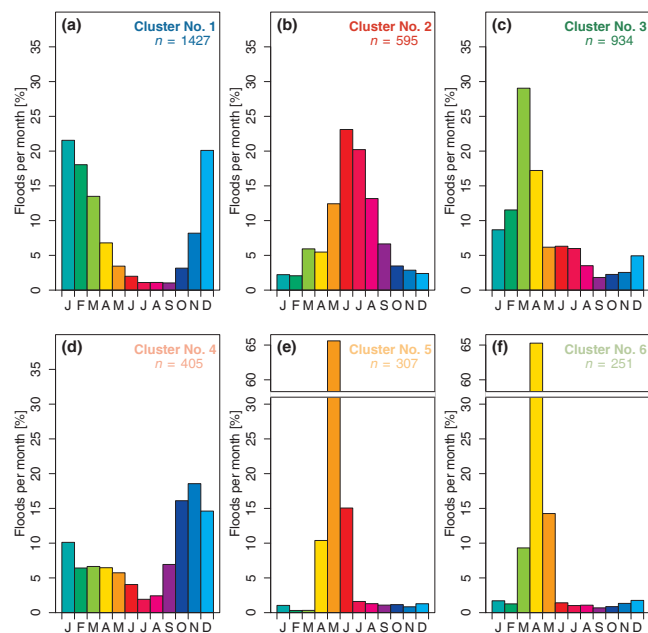 (a) Cluster No. 1
n = 1427
Floods per month [%]
0 5 10 15 20 25 30 35
J F M A M J J A S O N D
(b) Cluster No. 2
n = 595
Floods per month [%]
0 5 10 15 20 25 30 35
J F M A M J J A S O N D
(c) Cluster No. 3
n = 934
Floods per month [%]
0 5 10 15 20 25 30 35
J F M A M J J A S O N D
(d) Cluster No. 4
n = 405
Floods per month [%]
0 5 10 15 20 25 30 35
J F M A M J J A S O N D
(e) Cluster No. 5
n = 307
Floods per month [%]
0 5 10 15 20 25 30 35 60 65
J F M A M J J A S O N D
(f) Cluster No. 6
n = 251
Floods per month [%]
0 5 10 15 20 25 30 35 60 65
J F M A M J J A S O N D